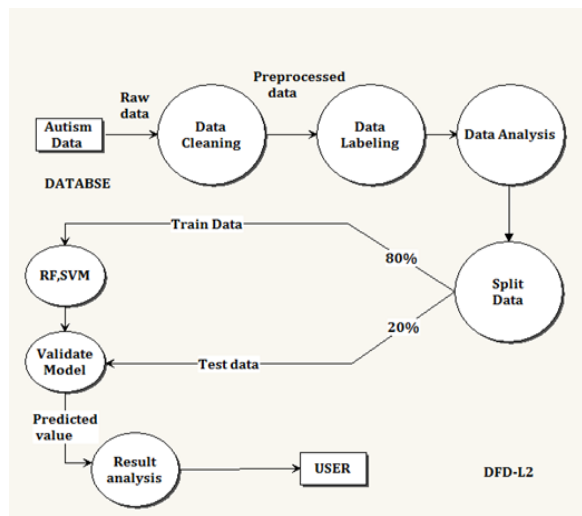 Preprocessed
data
Raw
data
Autism
Data
Data
Cleaning
Data
Labeling
Data Analysis
DATABSE
Train Data
80%
RF,SVM
Split
Data
20%
Validate
Model
Test data
Predicted
value
Result
analysis
USER
DFD-L2